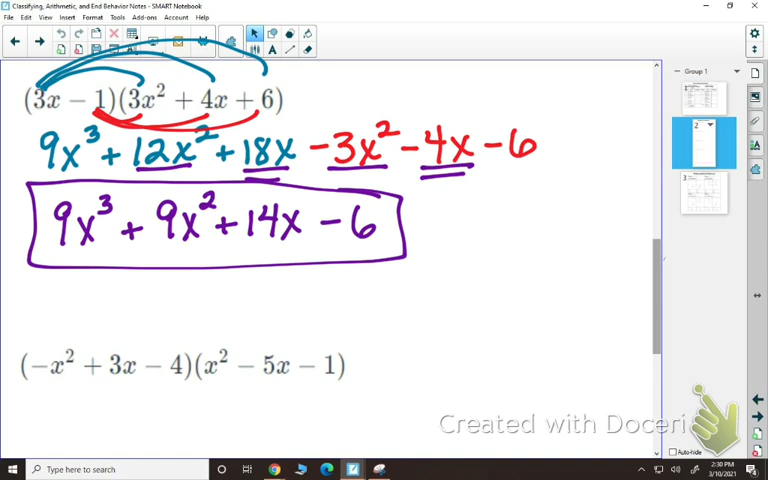 Classifying, Arithmetic, and End Behavior Notes - SMART Notebook
File Edit View Insert Format Tools Add-ons Account Help
Group 1
(3x − 1)(3x² + 4x + 6)
9x³ + 12x² + 18x − 3x² − 4x − 6
2
9x³ + 9x² + 14x − 6
3
(−x² + 3x − 4)(x² − 5x − 1)
Created with Doceri
Auto-hide
Type here to search
2:30 PM
3/10/2021
4